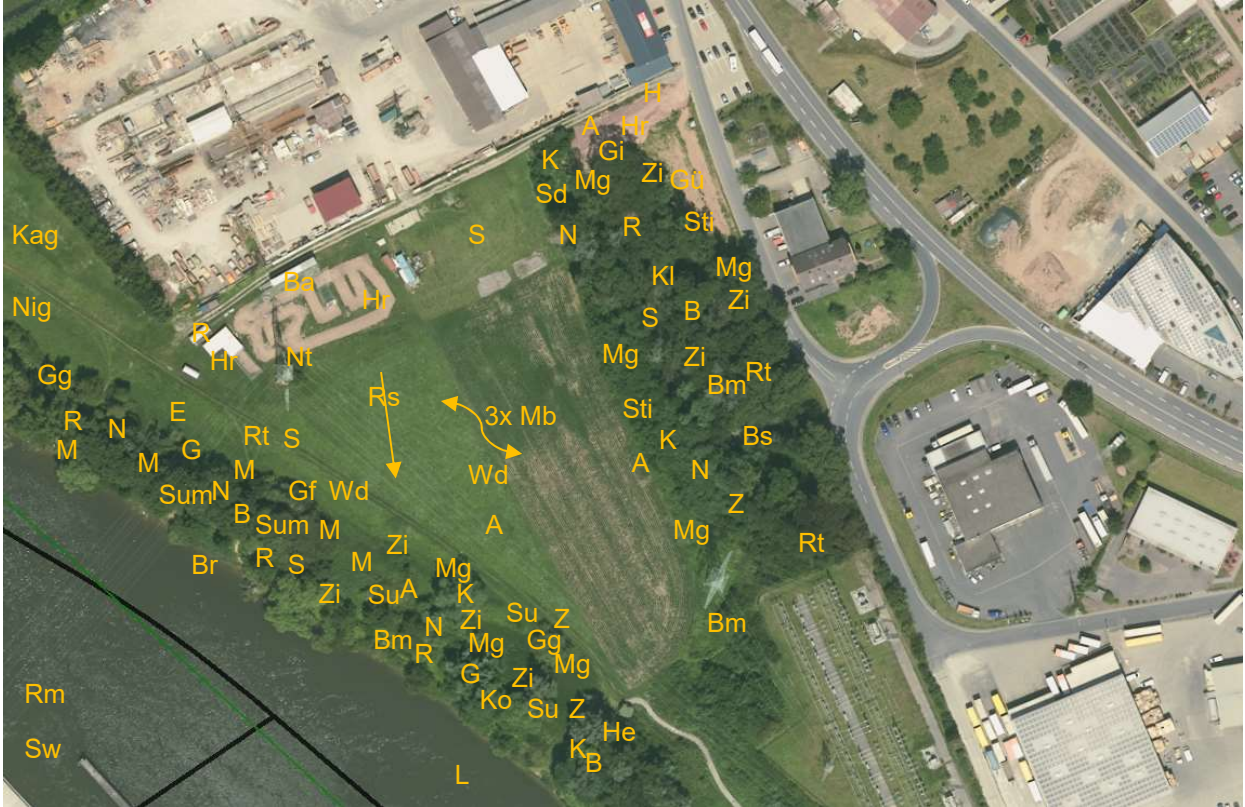 H
A Hr
Gi
K Zi
Mg Gü
Sd
R Sti
Kag S N
Mg
Kl
Ba Zi
Hr
Nig B
S
R
Nt Mg Zi
Hr
Rt
Gg Bm
Rs
E 3x Mb Sti
R N
Rt S K Bs
M G
M M A N
Wd
Sum N Gf Wd
Z
B Sum M A Mg
Zi Rt
Br R S M Mg
Zi Su A K
Su Z
Zi
N Bm
Bm Mg Gg
R
Mg
G Zi
Rm Ko
Su Z
He
Sw K
B
L